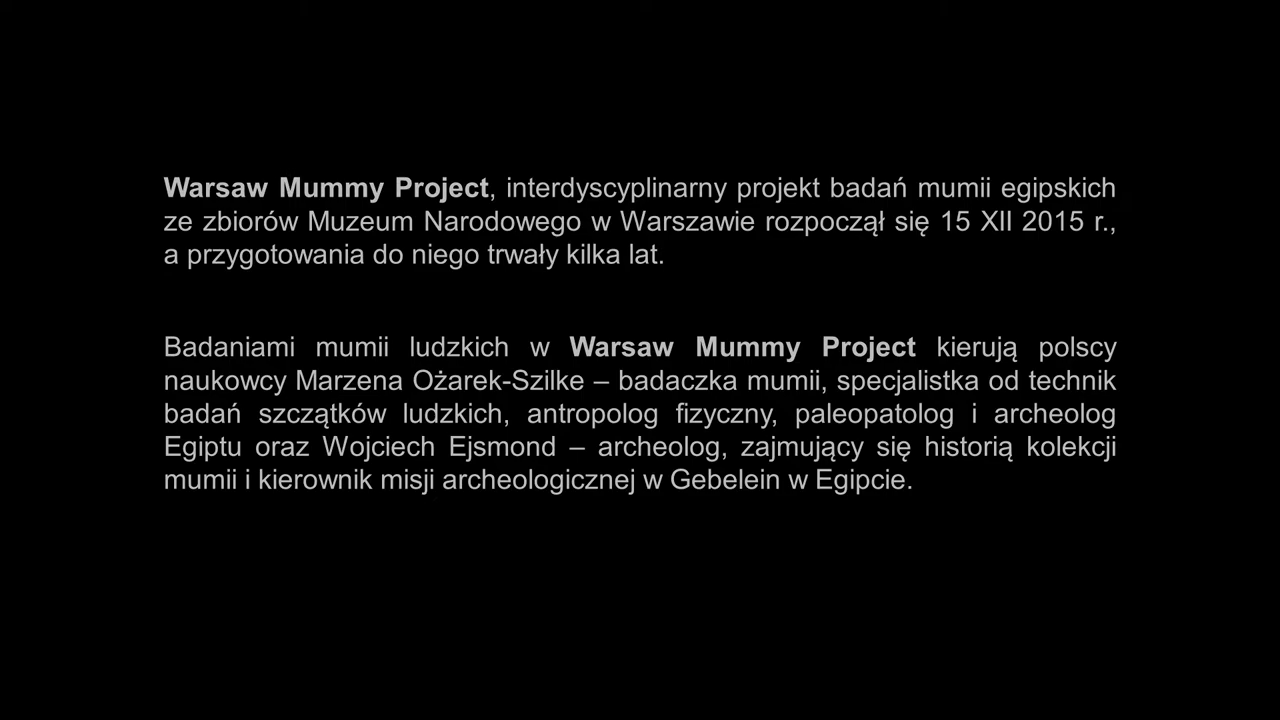 Warsaw Mummy Project, interdyscyplinarny projekt badań mumii egipskich
ze zbiorów Muzeum Narodowego w Warszawie rozpoczął się 15 XII 2015 r.,
a przygotowania do niego trwały kilka lat.
Badaniami mumii ludzkich w Warsaw Mummy Project kierują polscy
naukowcy Marzena Ożarek-Szilke – badaczka mumii, specjalistka od technik
badań szczątków ludzkich, antropolog fizyczny, paleopatolog i archeolog
Egiptu oraz Wojciech Ejsmond – archeolog, zajmujący się historią kolekcji
mumii i kierownik misji archeologicznej w Gebelein w Egipcie.